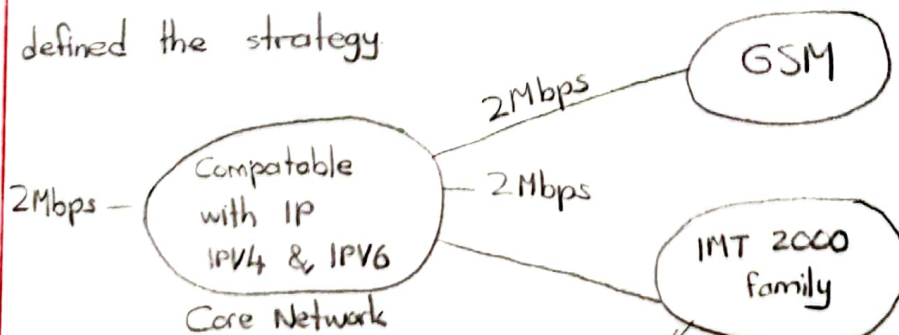 defined the strategy
GSM
2Mbps
Compatable
with IP
IPV4 & IPV6
2Mbps
2Mbps
IMT 2000
family
Core Network